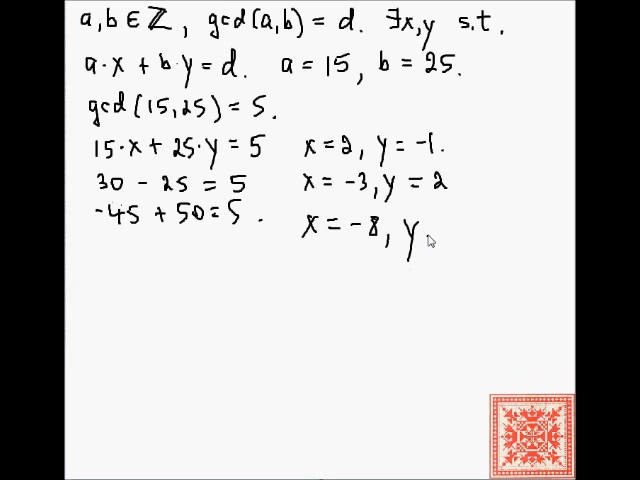 a, b ∈ ℤ, gcd(a, b) = d. ∃x, y s.t.
a·x + b·y = d. a = 15, b = 25.
gcd(15, 25) = 5.
15·x + 25·y = 5 x = 2, y = -1.
30 - 25 = 5 x = -3, y = 2
-45 + 50 = 5. x = -8, y